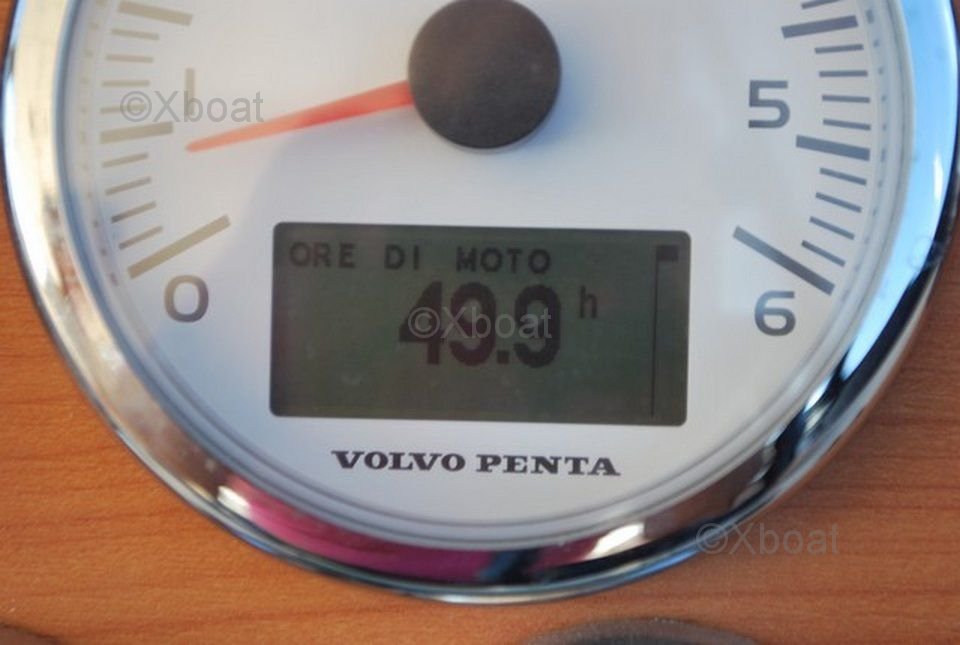 1
©Xboat
5
0
ORE DI MOTO
49.9 h
©Xboat
6
VOLVO PENTA
©Xboat